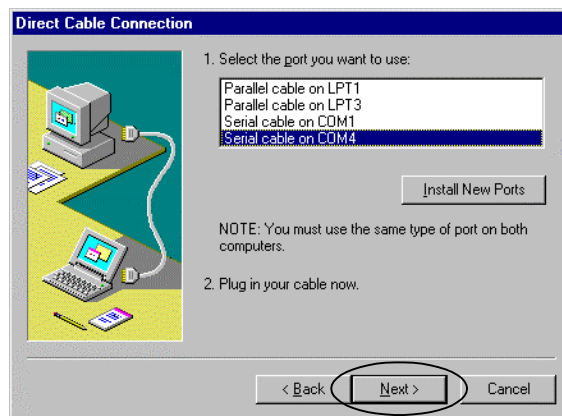 Direct Cable Connection
1. Select the port you want to use:
Parallel cable on LPT1
Parallel cable on LPT3
Serial cable on COM1
Serial cable on COM4
Install New Ports
NOTE: You must use the same type of port on both
computers.
2. Plug in your cable now.
< Back Next > Cancel